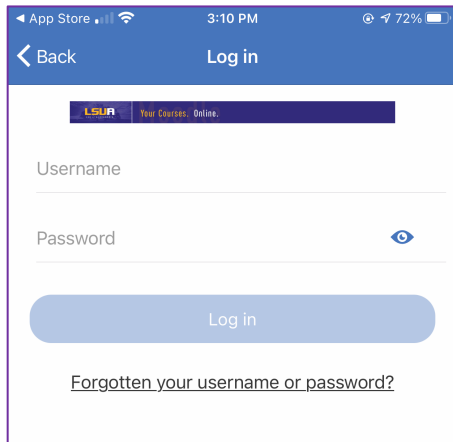 App Store 3:10 PM 72%
Back Log in
LSUA Your Courses. Online.
Username
Password
Log in
Forgotten your username or password?